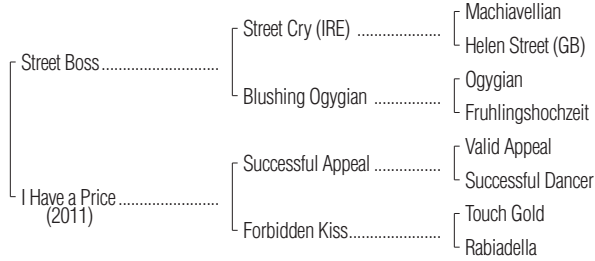 Machiavellian
Street Cry (IRE) ..................
Helen Street (GB)
Street Boss.........................
Ogygian
Blushing Ogygian ..............
Fruhlingshochzeit
Valid Appeal
Successful Appeal ..............
Successful Dancer
I Have a Price.....................
(2011)
Touch Gold
Forbidden Kiss...................
Rabiadella